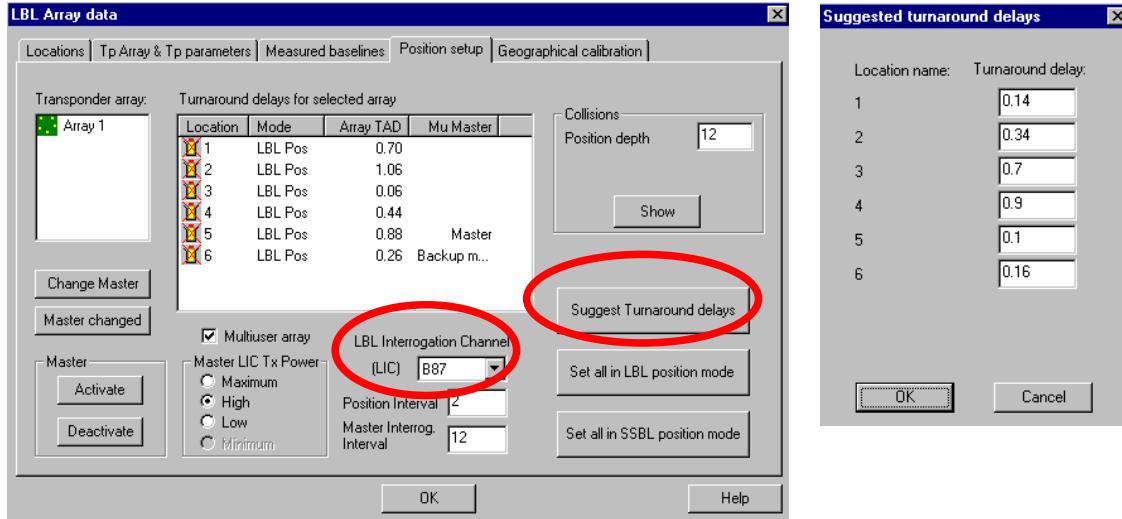 LBL Array data
Locations Tp Array & Tp parameters Measured baselines Position setup Geographical calibration
Transponder array:
Array 1
Change Master
Master changed
Master
Activate
Deactivate
Turnaround delays for selected array
Location Mode Array TAD Mu Master
1 LBL Pos 0.70
2 LBL Pos 1.06
3 LBL Pos 0.06
4 LBL Pos 0.44
5 LBL Pos 0.88 Master
6 LBL Pos 0.26 Backup m...
Multiuser array
Master LIC Tx Power
Maximum
High
Low
Minimum
LBL Interrogation Channel
(LIC) B87
Position Interval 2
Master Interrog.
Interval 12
Collisions
Position depth 12
Show
Suggest Turnaround delays
Set all in LBL position mode
Set all in SSBL position mode
OK Help
Suggested turnaround delays
Location name: Turnaround delay:
1 0.14
2 0.34
3 0.7
4 0.9
5 0.1
6 0.16
OK Cancel